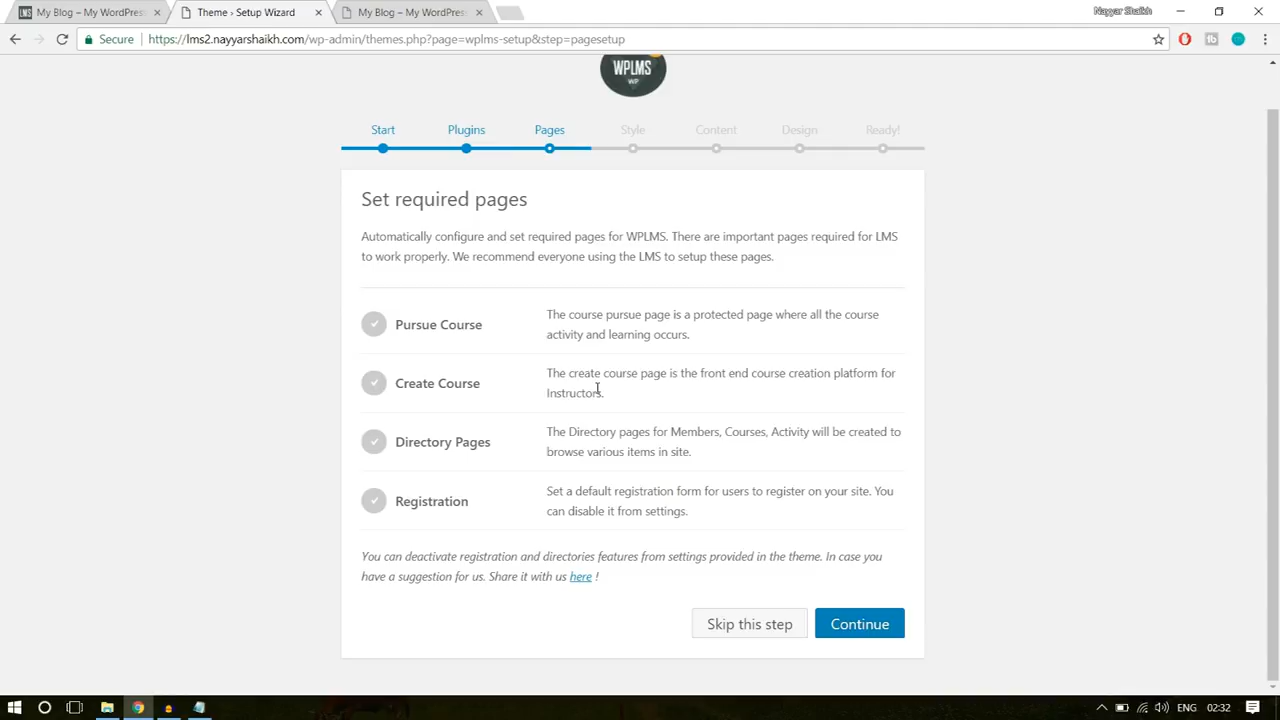 My Blog – My WordPress
Theme › Setup Wizard
My Blog – My WordPress
Nayyar Shaikh
Secure
https://lms2.nayyarshaikh.com/wp-admin/themes.php?page=wplms-setup&step=pagesetup
WPLMS
WP
Start
Plugins
Pages
Style
Content
Design
Ready!
Set required pages
Automatically configure and set required pages for WPLMS. There are important pages required for LMS
to work properly. We recommend everyone using the LMS to setup these pages.
Pursue Course
The course pursue page is a protected page where all the course
activity and learning occurs.
Create Course
The create course page is the front end course creation platform for
Instructors.
Directory Pages
The Directory pages for Members, Courses, Activity will be created to
browse various items in site.
Registration
Set a default registration form for users to register on your site. You
can disable it from settings.
You can deactivate registration and directories features from settings provided in the theme. In case you
have a suggestion for us. Share it with us here !
Skip this step
Continue
ENG
02:32